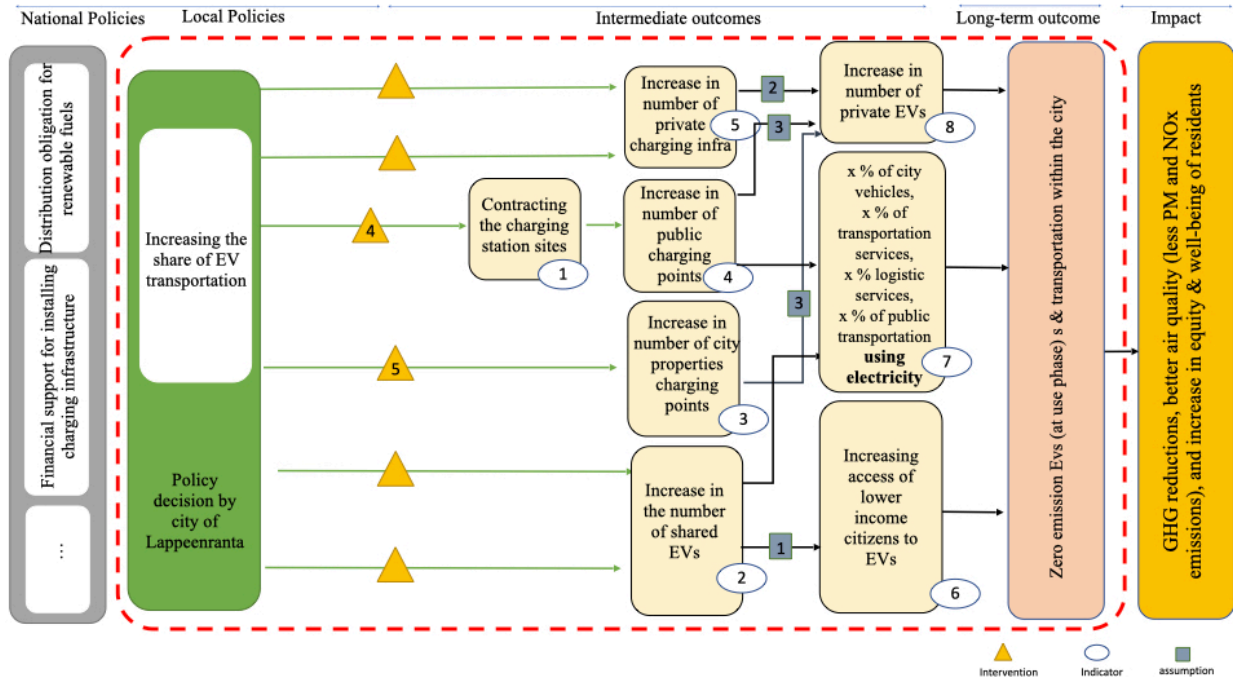 National Policies
Local Policies
Intermediate outcomes
Long-term outcome
Impact
Distribution obligation for
renewable fuels
Financial support for installing
charging infrastructure
...
Increasing the
share of EV
transportation
Policy
decision by
city of
Lappeenranta
4
5
Contracting
the charging
station sites
1
Increase in
number of
private
charging infra
5
Increase in
number of
public
charging
points
4
Increase in
number of city
properties
charging
points
3
Increase in
the number
of shared
EVs
2
2
3
3
1
Increase in
number of
private EVs
8
x % of city
vehicles,
x % of
transportation
services,
x % logistic
services,
x % of public
transportation
using
electricity
7
Increasing
access of
lower
income
citizens to
EVs
6
Zero emission Evs (at use phase) s & transportation within the city
GHG reductions, better air quality (less PM and NOx
emissions), and increase in equity & well-being of residents
Intervention
Indicator
assumption